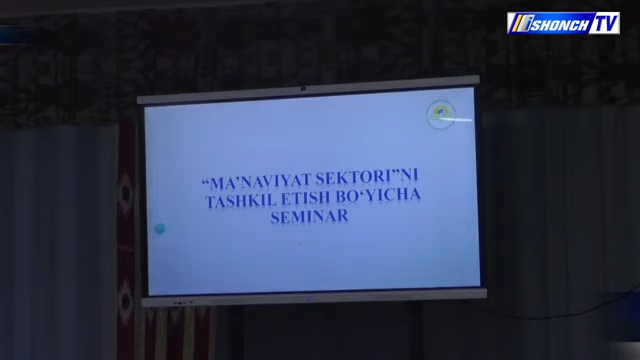 ISHONCH TV
“MA’NAVIYAT SEKTORI”NI
TASHKIL ETISH BO‘YICHA
SEMINAR